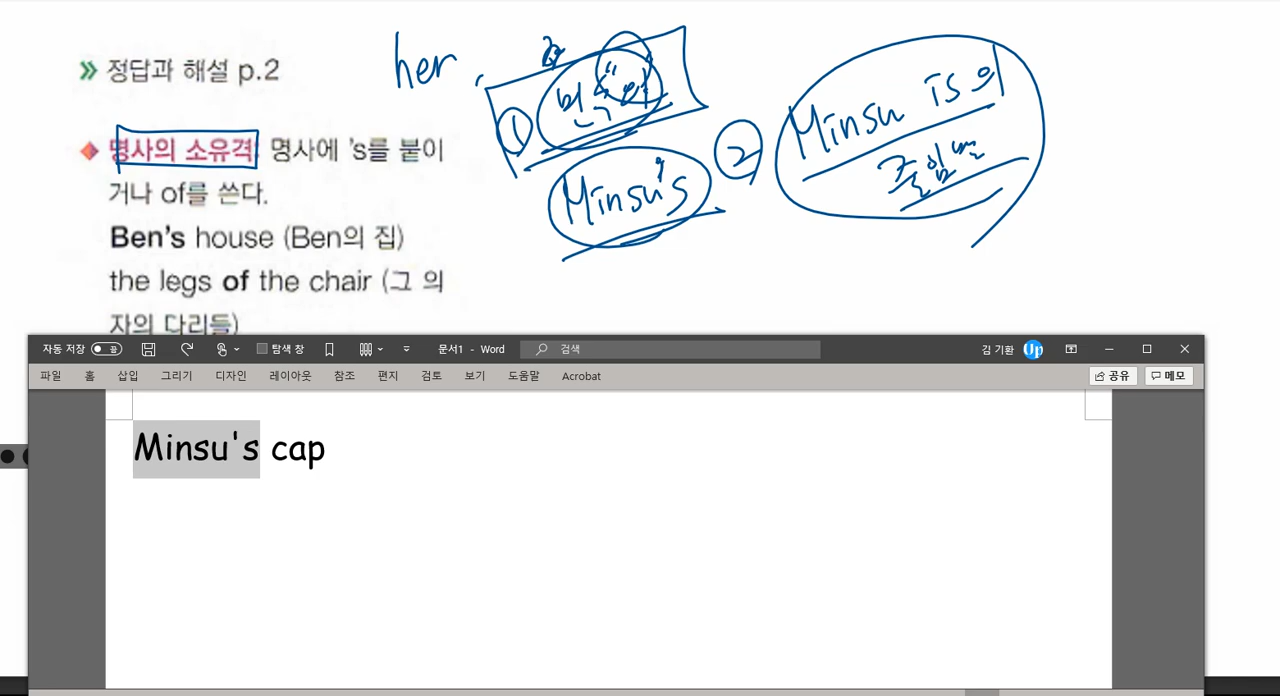 정답과 해설 p.2
her
명사의 소유격: 명사에 's를 붙이
거나 of를 쓴다.
Ben's house (Ben의 집)
the legs of the chair (그 의
자의 다리들)
① 민수의
Minsu's
② Minsu is의
줄임말
자동 저장 끔
탐색 창
문서1 - Word
검색
김 기환
Up
파일 홈 삽입 그리기 디자인 레이아웃 참조 편지 검토 보기 도움말 Acrobat
공유 메모
Minsu's cap